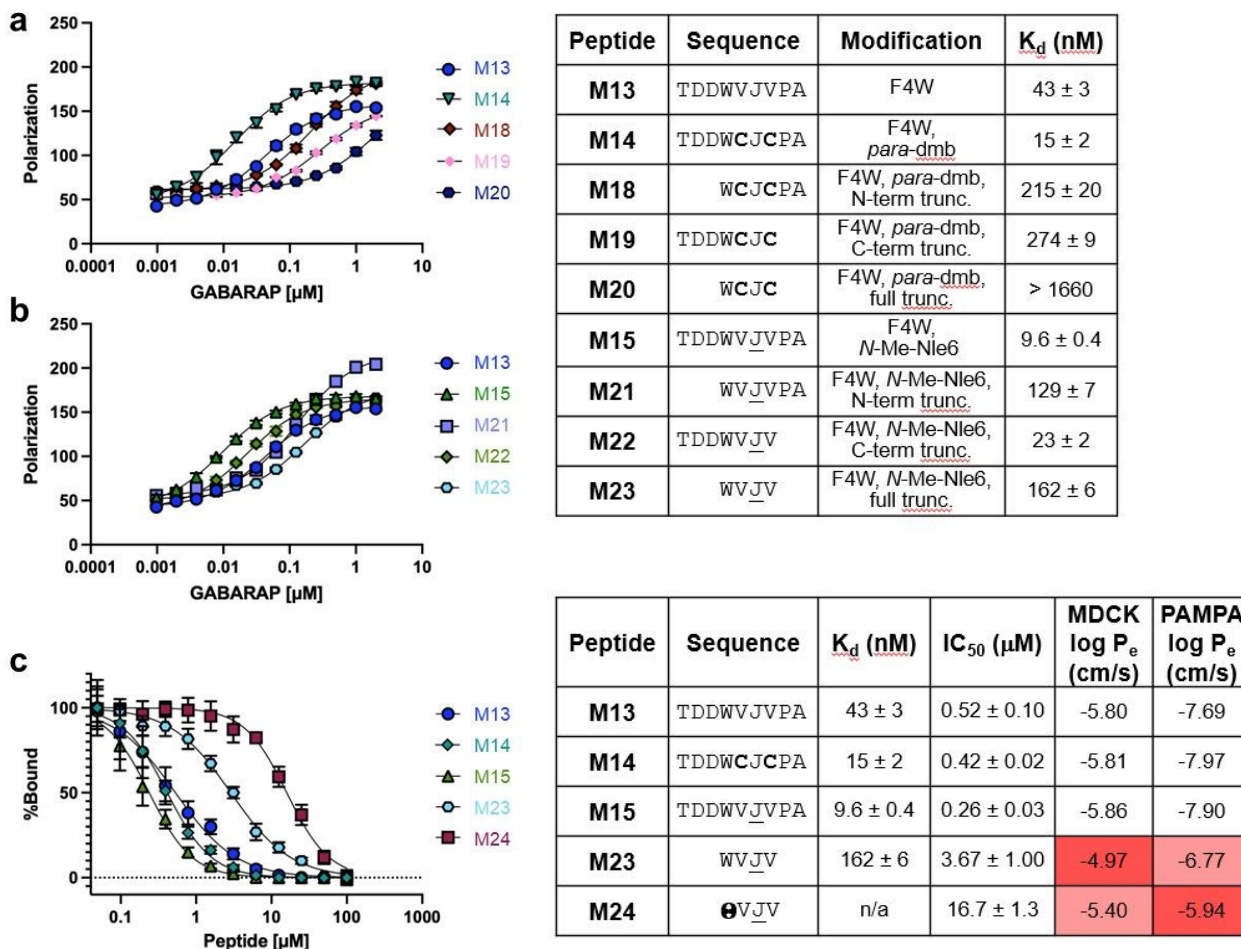 a
250
200
150
100
50
0
Polarization
0.0001 0.001 0.01 0.1 1 10
GABARAP [µM]
M13
M14
M18
M19
M20
Peptide Sequence Modification Kd (nM)
M13 TDDWVJVPA F4W 43 ± 3
M14 TDDWCJCPA F4W, para-dmb 15 ± 2
M18 WCJCPA F4W, para-dmb, N-term trunc. 215 ± 20
M19 TDDWCJC F4W, para-dmb, C-term trunc. 274 ± 9
M20 WCJC F4W, para-dmb, full trunc. > 1660
M15 TDDWVJVPA F4W, N-Me-Nle6 9.6 ± 0.4
M21 WVJVPA F4W, N-Me-Nle6, N-term trunc. 129 ± 7
M22 TDDWVJV F4W, N-Me-Nle6, C-term trunc. 23 ± 2
M23 WVJV F4W, N-Me-Nle6, full trunc. 162 ± 6
b
250
200
150
100
50
0
Polarization
0.0001 0.001 0.01 0.1 1 10
GABARAP [µM]
M13
M15
M21
M22
M23
c
100
50
0
%Bound
0.1 1 10 100 1000
Peptide [µM]
M13
M14
M15
M23
M24
Peptide Sequence Kd (nM) IC50 (µM) MDCK log Pe (cm/s) PAMPA log Pe (cm/s)
M13 TDDWVJVPA 43 ± 3 0.52 ± 0.10 -5.80 -7.69
M14 TDDWCJCPA 15 ± 2 0.42 ± 0.02 -5.81 -7.97
M15 TDDWVJVPA 9.6 ± 0.4 0.26 ± 0.03 -5.86 -7.90
M23 WVJV 162 ± 6 3.67 ± 1.00 -4.97 -6.77
M24 ΘVJV n/a 16.7 ± 1.3 -5.40 -5.94